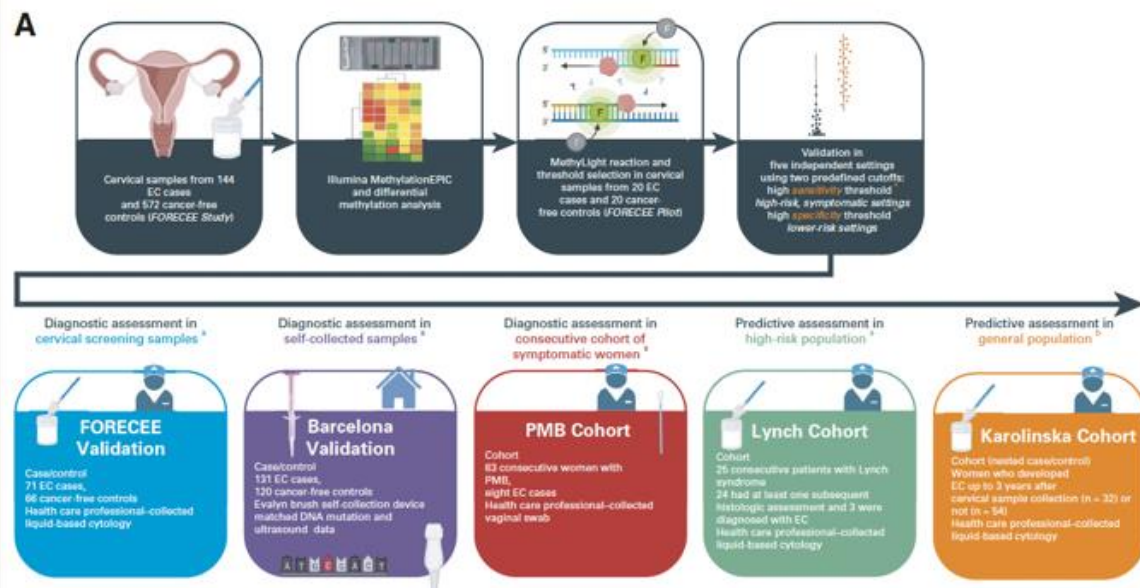 A
Cervical samples from 144
EC cases
and 572 cancer-free
controls (FORECEE Study)
Illumina MethylationEPIC
and differential
methylation analysis
5'
3'
F
F
F
5'
3'
MethyLight reaction and
threshold selection in cervical
samples from 20 EC
cases and 20 cancer-
free controls (FORECEE Pilot)
Validation in
five independent settings
using two predefined cutoffs:
high sensitivity threshold
high-risk, symptomatic settings
high specificity threshold
lower-risk settings
Diagnostic assessment in
cervical screening samples b
Diagnostic assessment in
self-collected samples a
Diagnostic assessment in
consecutive cohort of
symptomatic women a
Predictive assessment in
high-risk population a
Predictive assessment in
general population b
FORECEE
Validation
Case/control
71 EC cases,
66 cancer-free controls
Health care professional–collected
liquid-based cytology
Barcelona
Validation
Case/control
131 EC cases,
120 cancer-free controls
Evalyn brush self-collection device
matched DNA mutation and
ultrasound data
PMB Cohort
Cohort
63 consecutive women with
PMB,
eight EC cases
Health care professional–collected
vaginal swab
Lynch Cohort
Cohort
25 consecutive patients with Lynch
syndrome
24 had at least one subsequent
histologic assessment and 3 were
diagnosed with EC
Health care professional–collected
liquid-based cytology
Karolinska Cohort
Cohort (nested case/control)
Women who developed
EC up to 3 years after
cervical sample collection (n = 32) or
not (n = 54)
Health care professional–collected
liquid-based cytology